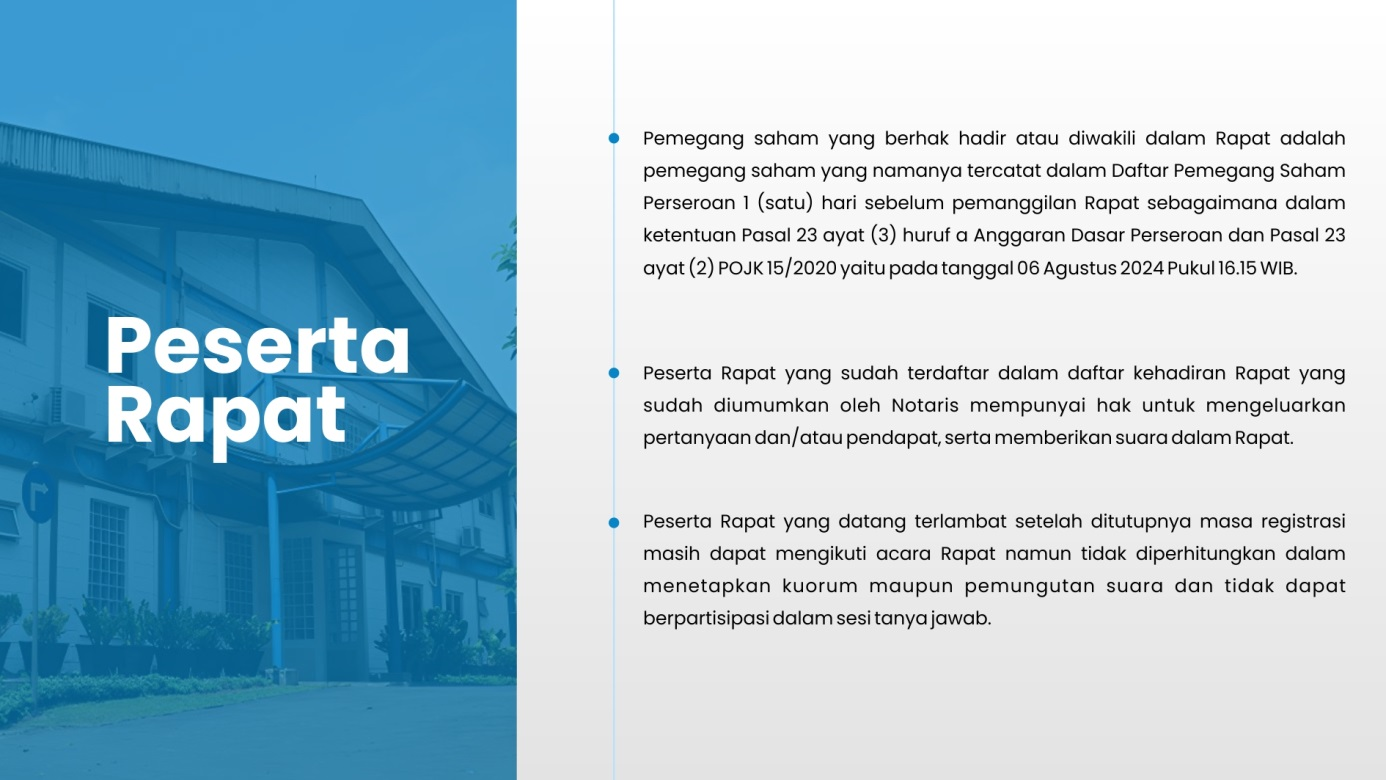 Peserta
Rapat
Pemegang saham yang berhak hadir atau diwakili dalam Rapat adalah
pemegang saham yang namanya tercatat dalam Daftar Pemegang Saham
Perseroan 1 (satu) hari sebelum pemanggilan Rapat sebagaimana dalam
ketentuan Pasal 23 ayat (3) huruf a Anggaran Dasar Perseroan dan Pasal 23
ayat (2) POJK 15/2020 yaitu pada tanggal 06 Agustus 2024 Pukul 16.15 WIB.
Peserta Rapat yang sudah terdaftar dalam daftar kehadiran Rapat yang
sudah diumumkan oleh Notaris mempunyai hak untuk mengeluarkan
pertanyaan dan/atau pendapat, serta memberikan suara dalam Rapat.
Peserta Rapat yang datang terlambat setelah ditutupnya masa registrasi
masih dapat mengikuti acara Rapat namun tidak diperhitungkan dalam
menetapkan kuorum maupun pemungutan suara dan tidak dapat
berpartisipasi dalam sesi tanya jawab.